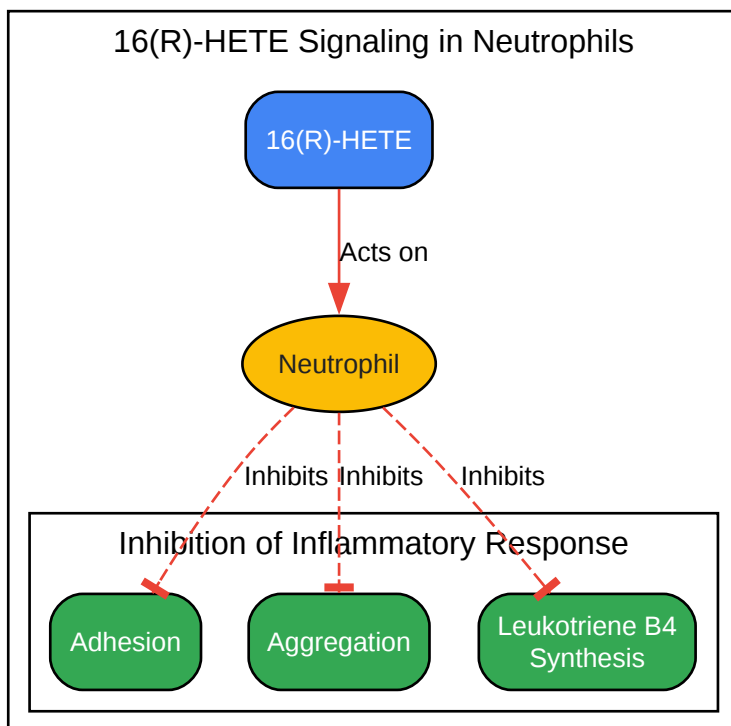 16(R)-HETE Signaling in Neutrophils
16(R)-HETE
Acts on
Neutrophil
Inhibits
Inhibits
Inhibits
Inhibition of Inflammatory Response
Adhesion
Aggregation
Leukotriene B4
Synthesis